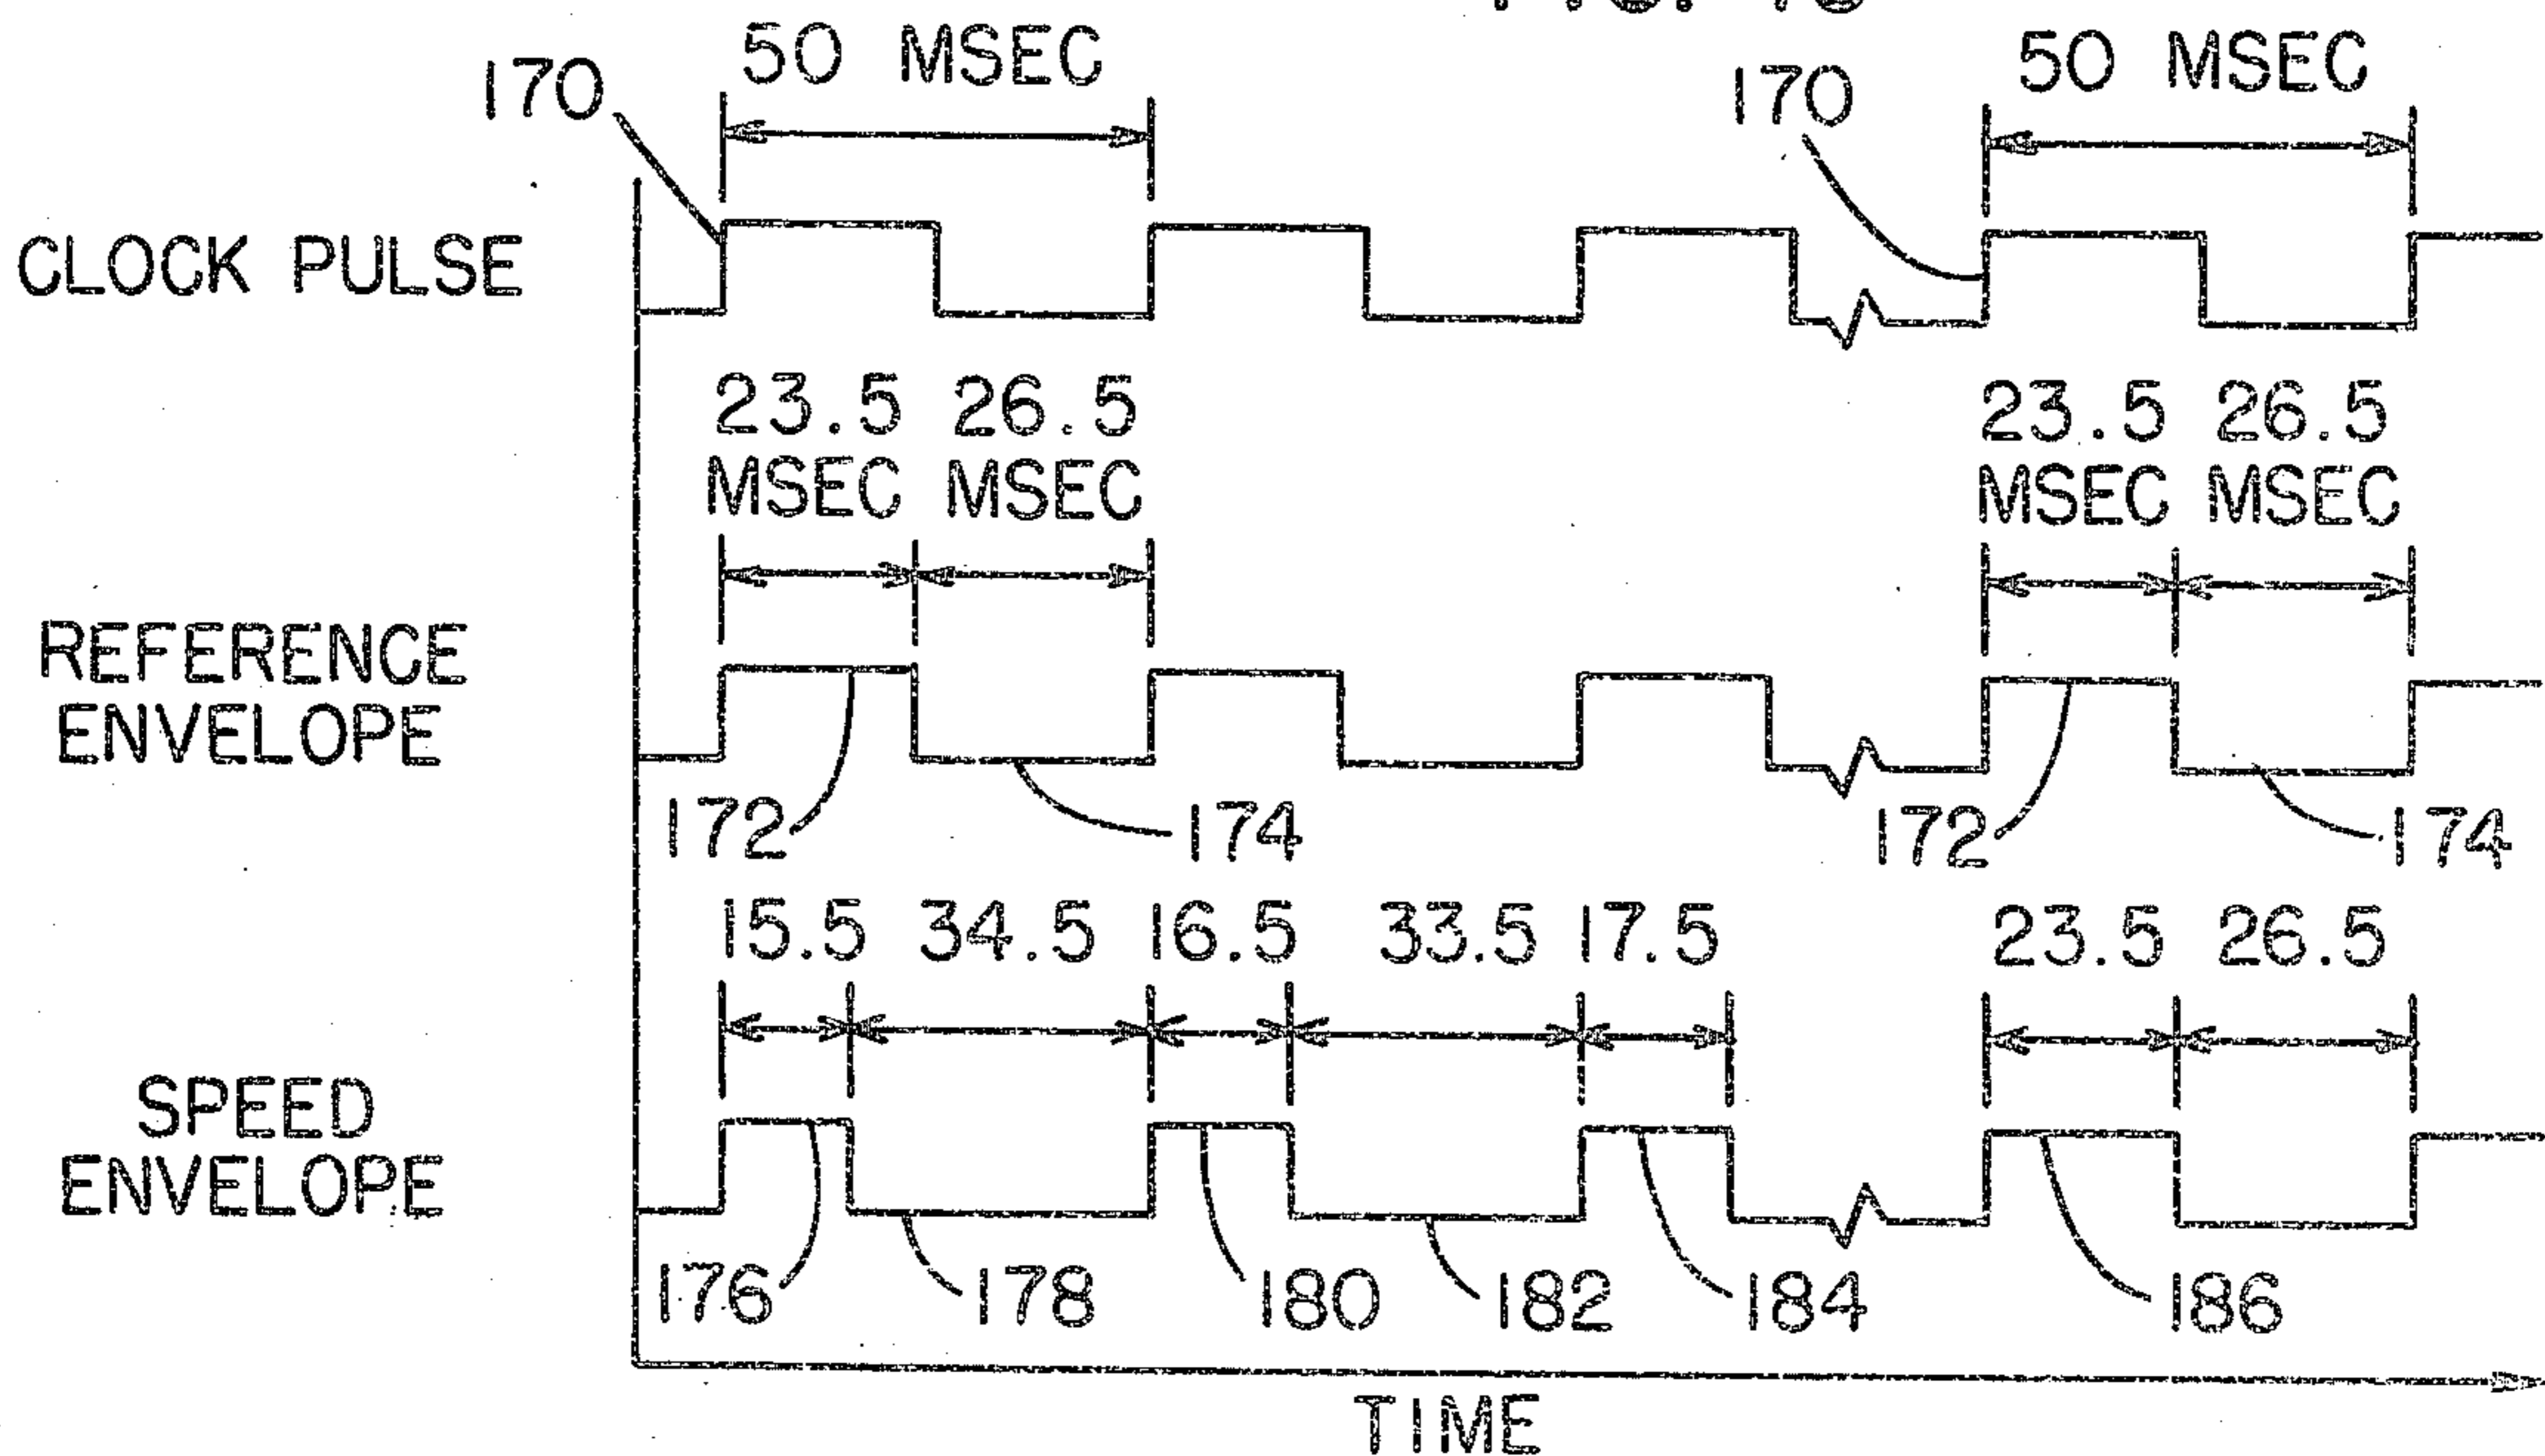 50 MSEC
50 MSEC
170
170
CLOCK PULSE
23.5 26.5
MSEC MSEC
23.5 26.5
MSEC MSEC
REFERENCE
ENVELOPE
172
174
172
174
15.5 34.5 16.5 33.5 17.5
23.5 26.5
SPEED
ENVELOPE
176
178
180
182
184
186
TIME